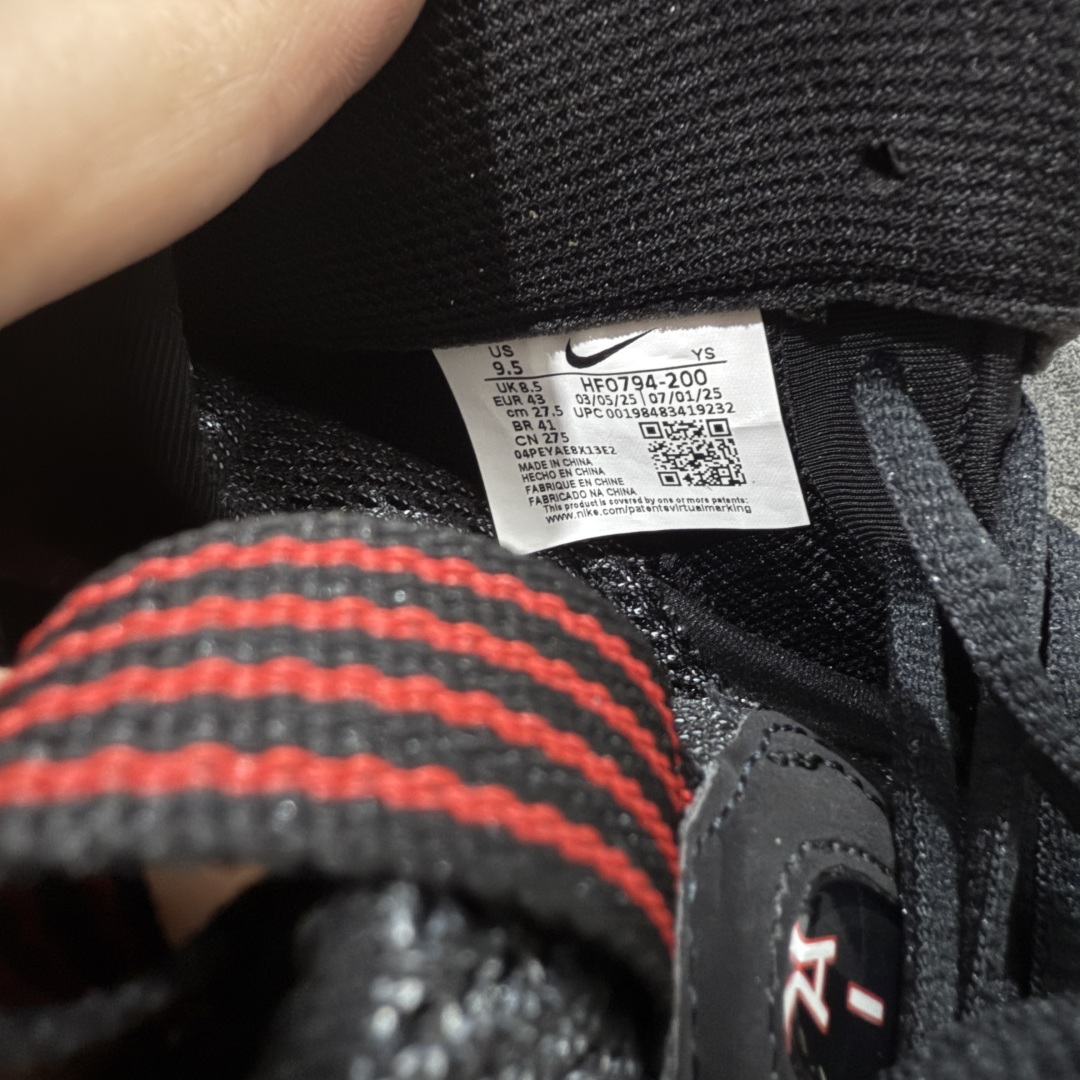 US
9.5
YS
UK 8.5
HF0794-200
EUR 43
03/05/25 | 07/01/25
cm 27.5
UPC 00198483419232
BR 41
CN 275
04PEYAE8X13E2
MADE IN CHINA
HECHO EN CHINA
FABRIQUE EN CHINE
FABRICADO NA CHINA
This product is covered by one or more patents:
www.nike.com/patentsvirtualmarking